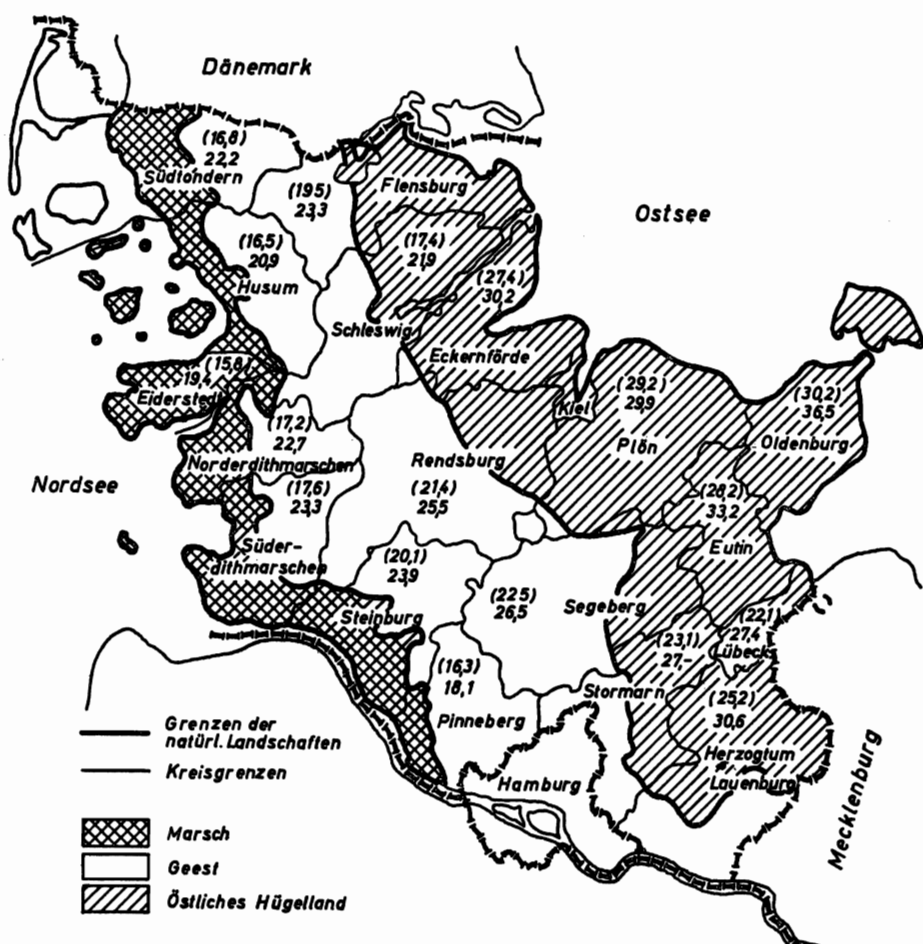 Dänemark
(16,8)
22,2
Südtondern
(19,5)
23,3
Flensburg
Ostsee
(16,5)
20,9
Husum
(17,4)
21,9
(27,4)
30,2
Schleswig
Eckernförde
(15,8)
19,4
Eiderstedt
(29,2)
29,9
Kiel
Plön
(30,2)
36,5
Oldenburg
(17,2)
22,7
Norderdithmarschen
Nordsee
Rendsburg
(21,4)
25,5
(17,6)
23,3
(28,2)
33,2
Eutin
Süder-
dithmarschen
(20,1)
23,9
Steinburg
(22,5)
26,5
Segeberg
(22,1)
27,4
Lübeck
(23,1)
27,-
(16,3)
18,1
Pinneberg
Stormarn
(25,2)
30,6
Herzogtum
Lauenburg
Hamburg
Mecklenburg
Grenzen der
natürl. Landschaften
Kreisgrenzen
Marsch
Geest
Östliches Hügelland